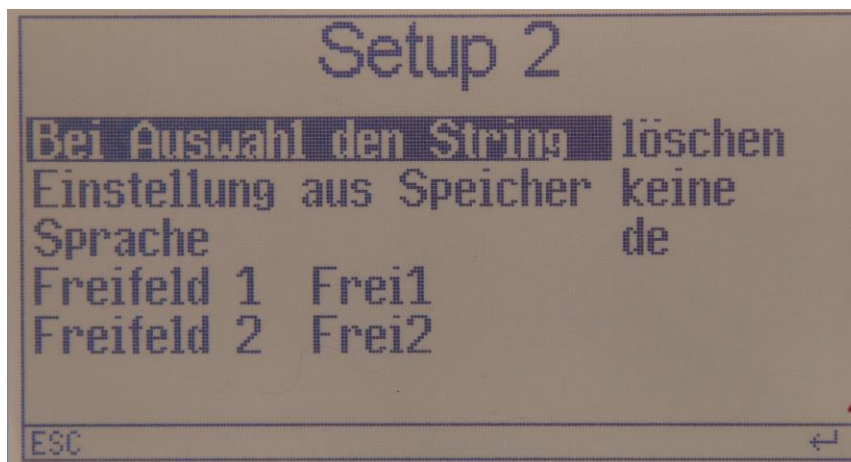 Setup 2
Bei Auswahl den String löschen
Einstellung aus Speicher keine
Sprache de
Freifeld 1 Frei1
Freifeld 2 Frei2
ESC ↵